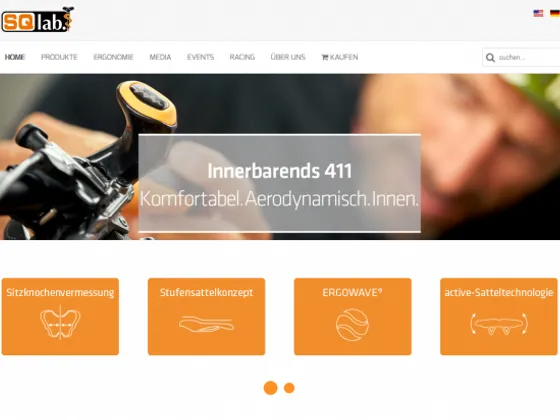 SQlab.
HOME PRODUKTE ERGONOMIE MEDIA EVENTS RACING ÜBER UNS KAUFEN
suchen...
Innerbarends 411
Komfortabel.Aerodynamisch.Innen.
Sitzknochenvermessung Stufensattelkonzept ERGOWAVE® active-Satteltechnologie